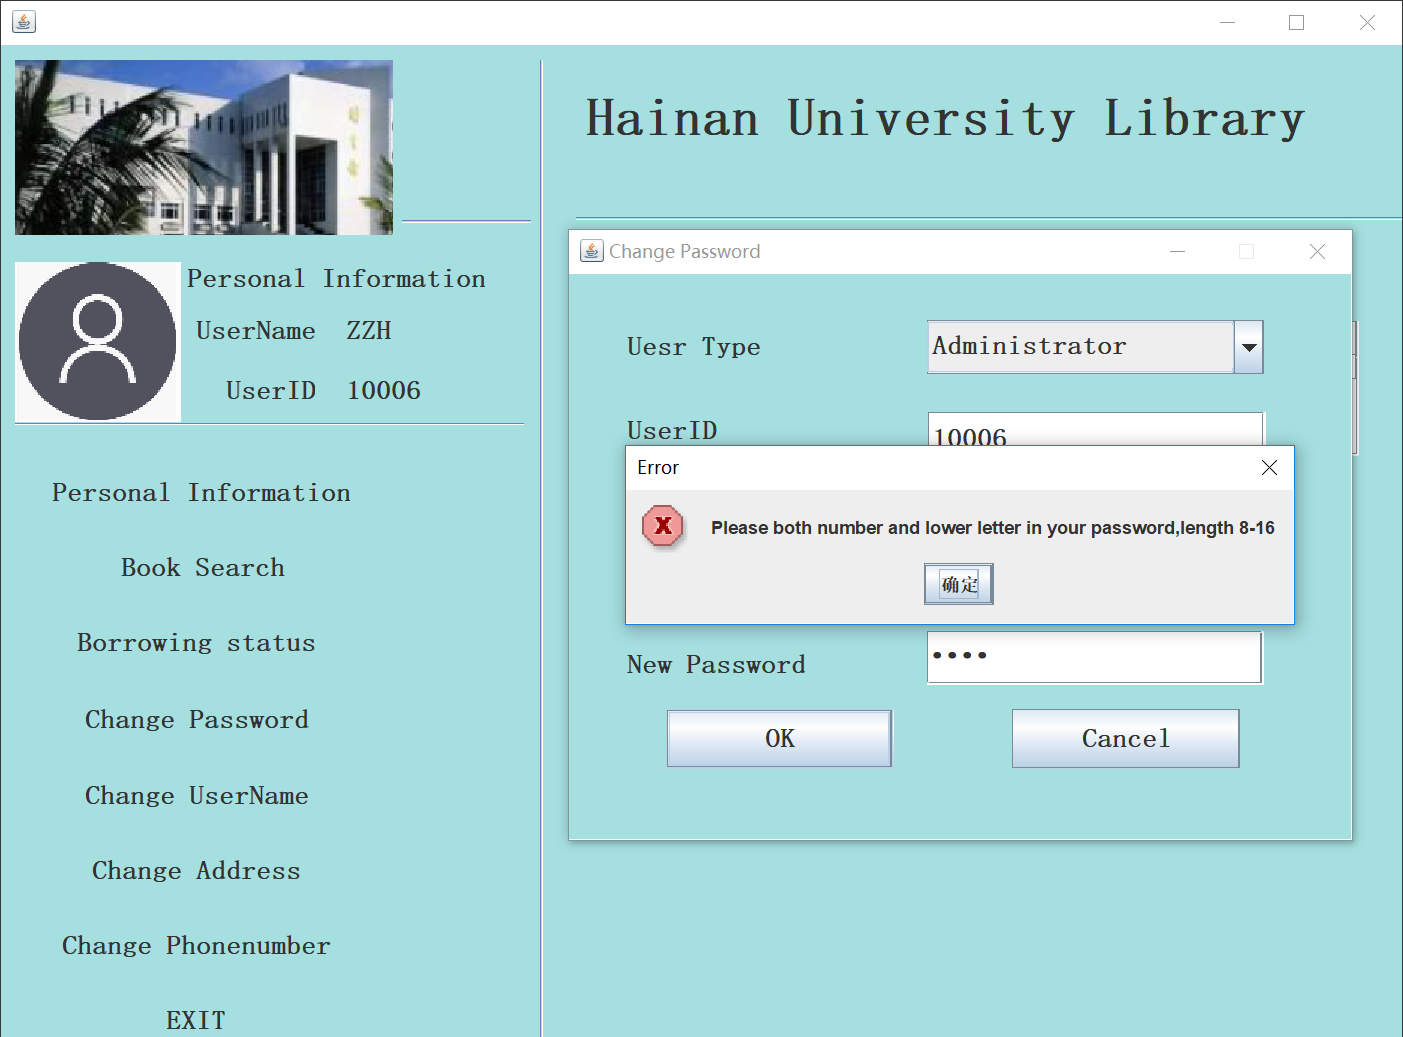 Hainan University Library
Personal Information
UserName ZZH
UserID 10006
Personal Information
Book Search
Borrowing status
Change Password
Change UserName
Change Address
Change Phonenumber
EXIT
Change Password
Uesr Type Administrator
UserID 10006
Error
Please both number and lower letter in your password,length 8-16
确定
New Password ••••
OK Cancel